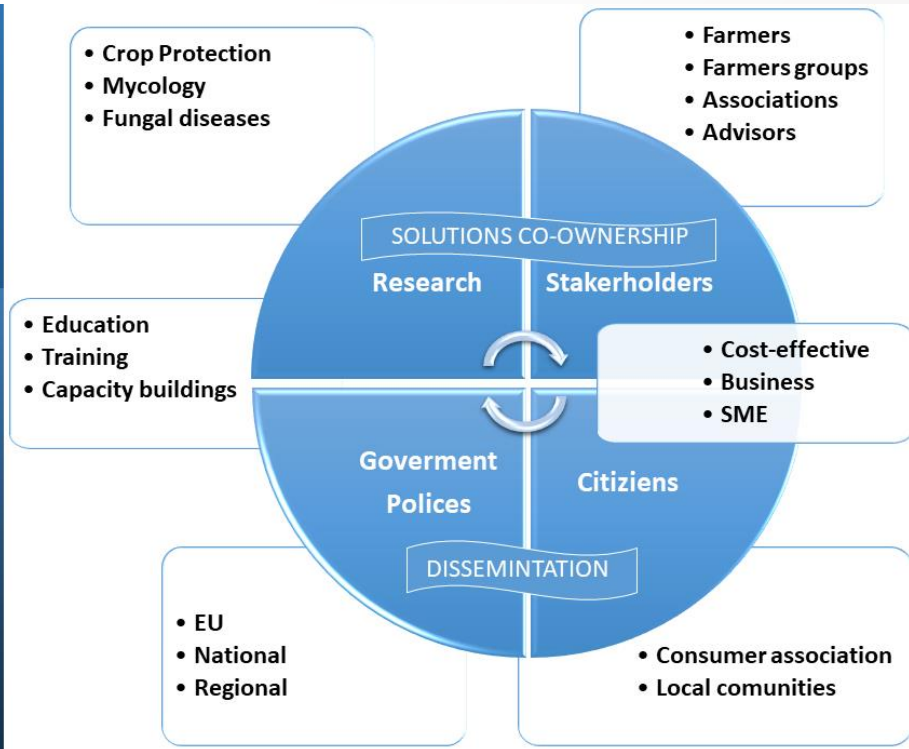 • Crop Protection
• Mycology
• Fungal diseases
• Farmers
• Farmers groups
• Associations
• Advisors
SOLUTIONS CO-OWNERSHIP
Research
Stakerholders
• Education
• Training
• Capacity buildings
• Cost-effective
• Business
• SME
Goverment
Polices
Citiziens
DISSEMINTATION
• EU
• National
• Regional
• Consumer association
• Local comunities